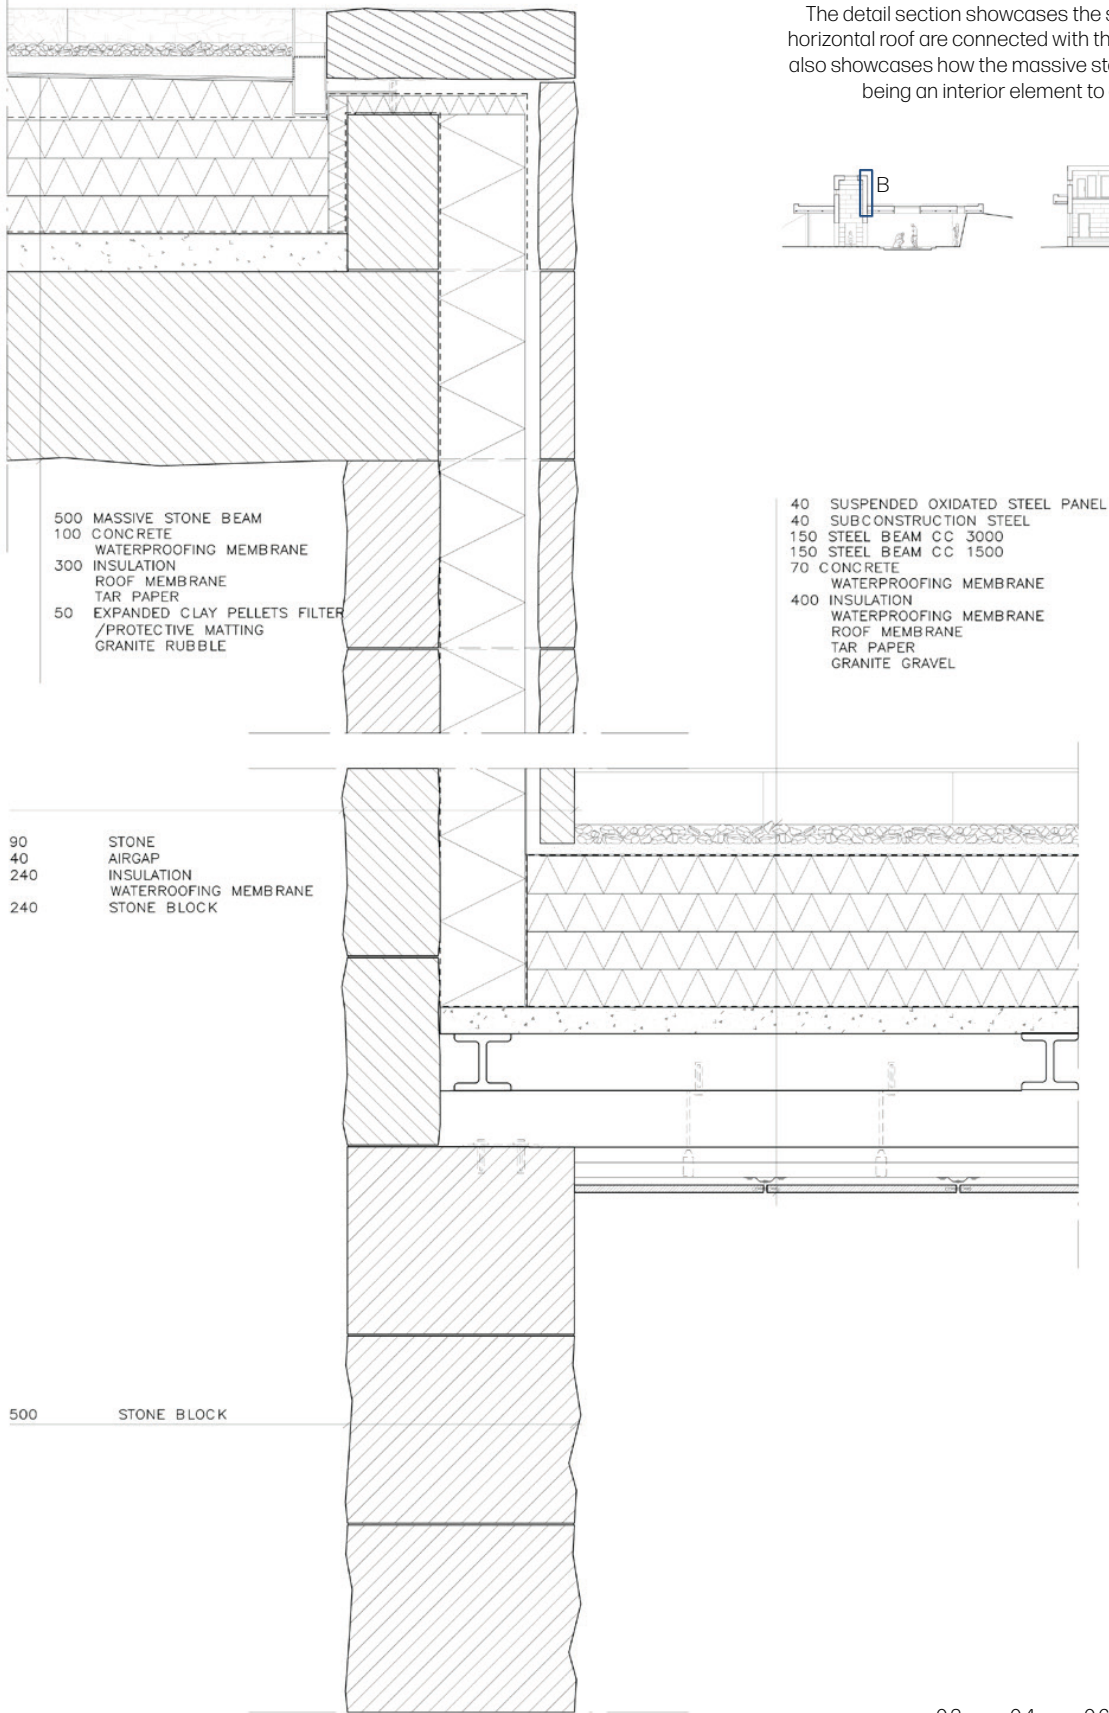 The detail section showcases the s
horizontal roof are connected with th
also showcases how the massive sto
being an interior element to
B
500 MASSIVE STONE BEAM
100 CONCRETE
WATERPROOFING MEMBRANE
300 INSULATION
ROOF MEMBRANE
TAR PAPER
50 EXPANDED CLAY PELLETS FILTER
/PROTECTIVE MATTING
GRANITE RUBBLE
40 SUSPENDED OXIDATED STEEL PANEL
40 SUBCONSTRUCTION STEEL
150 STEEL BEAM CC 3000
150 STEEL BEAM CC 1500
70 CONCRETE
WATERPROOFING MEMBRANE
400 INSULATION
WATERPROOFING MEMBRANE
ROOF MEMBRANE
TAR PAPER
GRANITE GRAVEL
90 STONE
40 AIRGAP
240 INSULATION
WATERROOFING MEMBRANE
240 STONE BLOCK
500 STONE BLOCK